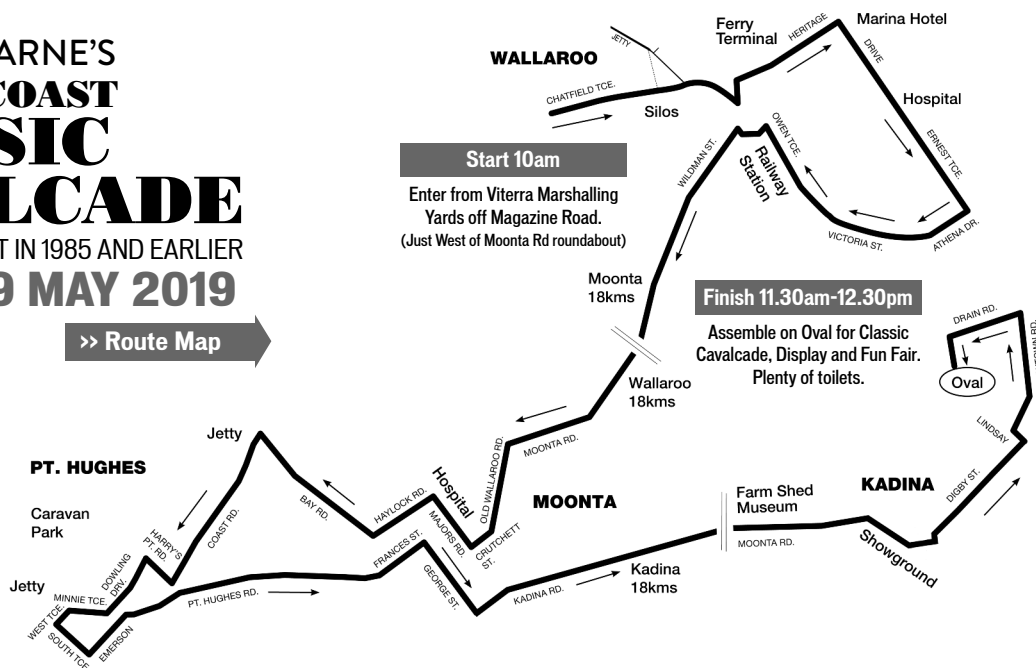 ARNE'S
COAST
SIC
LCADE
T IN 1985 AND EARLIER
9 MAY 2019
>> Route Map
WALLAROO
JETTY
CHATFIELD TCE.
Silos
Ferry
Terminal
HERITAGE
DRIVE
Marina Hotel
Hospital
ERNEST TCE.
ATHENA DR.
VICTORIA ST.
OWEN TCE.
Railway
Station
WILDMAN ST.
Start 10am
Enter from Viterra Marshalling
Yards off Magazine Road.
(Just West of Moonta Rd roundabout)
Moonta
18kms
Wallaroo
18kms
Finish 11.30am-12.30pm
Assemble on Oval for Classic
Cavalcade, Display and Fun Fair.
Plenty of toilets.
MOONTA RD.
OLD WALLAROO RD.
MOONTA
CRUTCHETT
ST.
Hospital
MAJORS RD.
HAYLOCK RD.
BAY RD.
Jetty
PT. HUGHES
COAST RD.
Caravan
Park
HARRY'S
PT. RD.
DOWLING
DRV.
Jetty
MINNIE TCE.
WEST TCE.
SOUTH TCE
EMERSON
PT. HUGHES RD.
FRANCES ST.
GEORGE ST.
KADINA RD.
Kadina
18kms
Farm Shed
Museum
MOONTA RD.
KADINA
Showground
DIGBY ST.
LINDSAY
DRAIN RD.
Oval